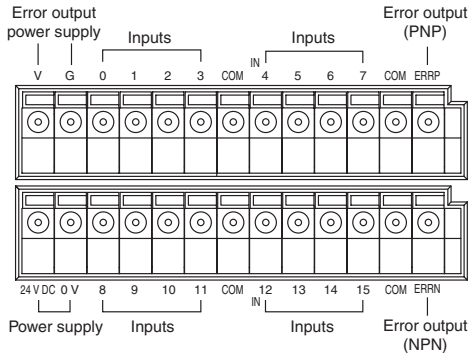 Error output
power supply
Inputs
Inputs
Error output
(PNP)
V G 0 1 2 3 COM IN 4 5 6 7 COM ERRP
24 V DC 0 V 8 9 10 11 COM IN 12 13 14 15 COM ERRN
Power supply
Inputs
Inputs
Error output
(NPN)